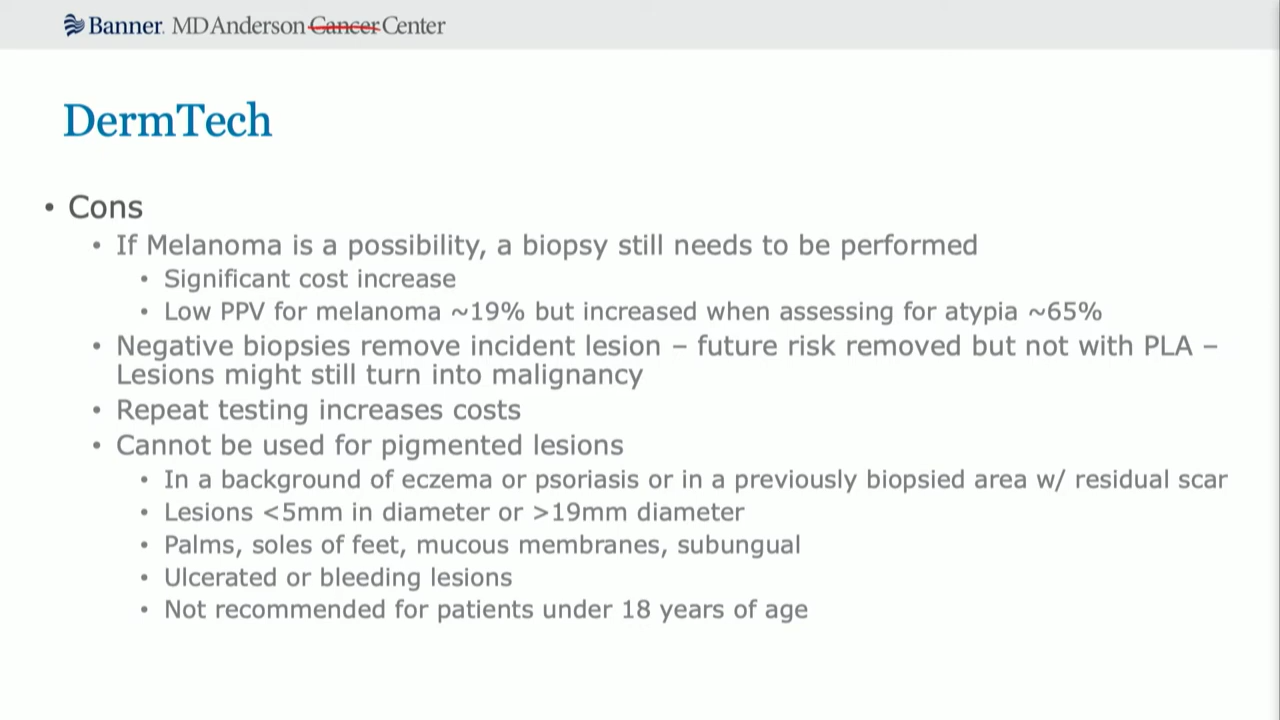 Banner. MD Anderson Cancer Center
DermTech
• Cons
• If Melanoma is a possibility, a biopsy still needs to be performed
• Significant cost increase
• Low PPV for melanoma ~19% but increased when assessing for atypia ~65%
• Negative biopsies remove incident lesion – future risk removed but not with PLA –
Lesions might still turn into malignancy
• Repeat testing increases costs
• Cannot be used for pigmented lesions
• In a background of eczema or psoriasis or in a previously biopsied area w/ residual scar
• Lesions <5mm in diameter or >19mm diameter
• Palms, soles of feet, mucous membranes, subungual
• Ulcerated or bleeding lesions
• Not recommended for patients under 18 years of age